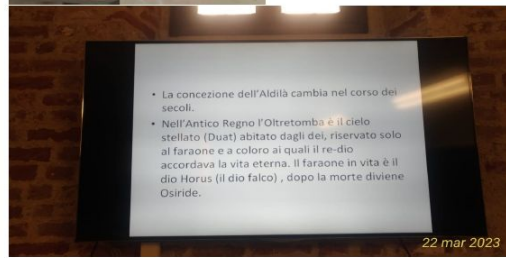 • La concezione dell'Aldilà cambia nel corso dei
secoli.
• Nell'Antico Regno l'Oltretomba è il cielo
stellato (Duat) abitato dagli dei, riservato solo
al faraone e a coloro ai quali il re-dio
accordava la vita eterna. Il faraone in vita è il
dio Horus (il dio falco) , dopo la morte diviene
Osiride.
22 mar 2023